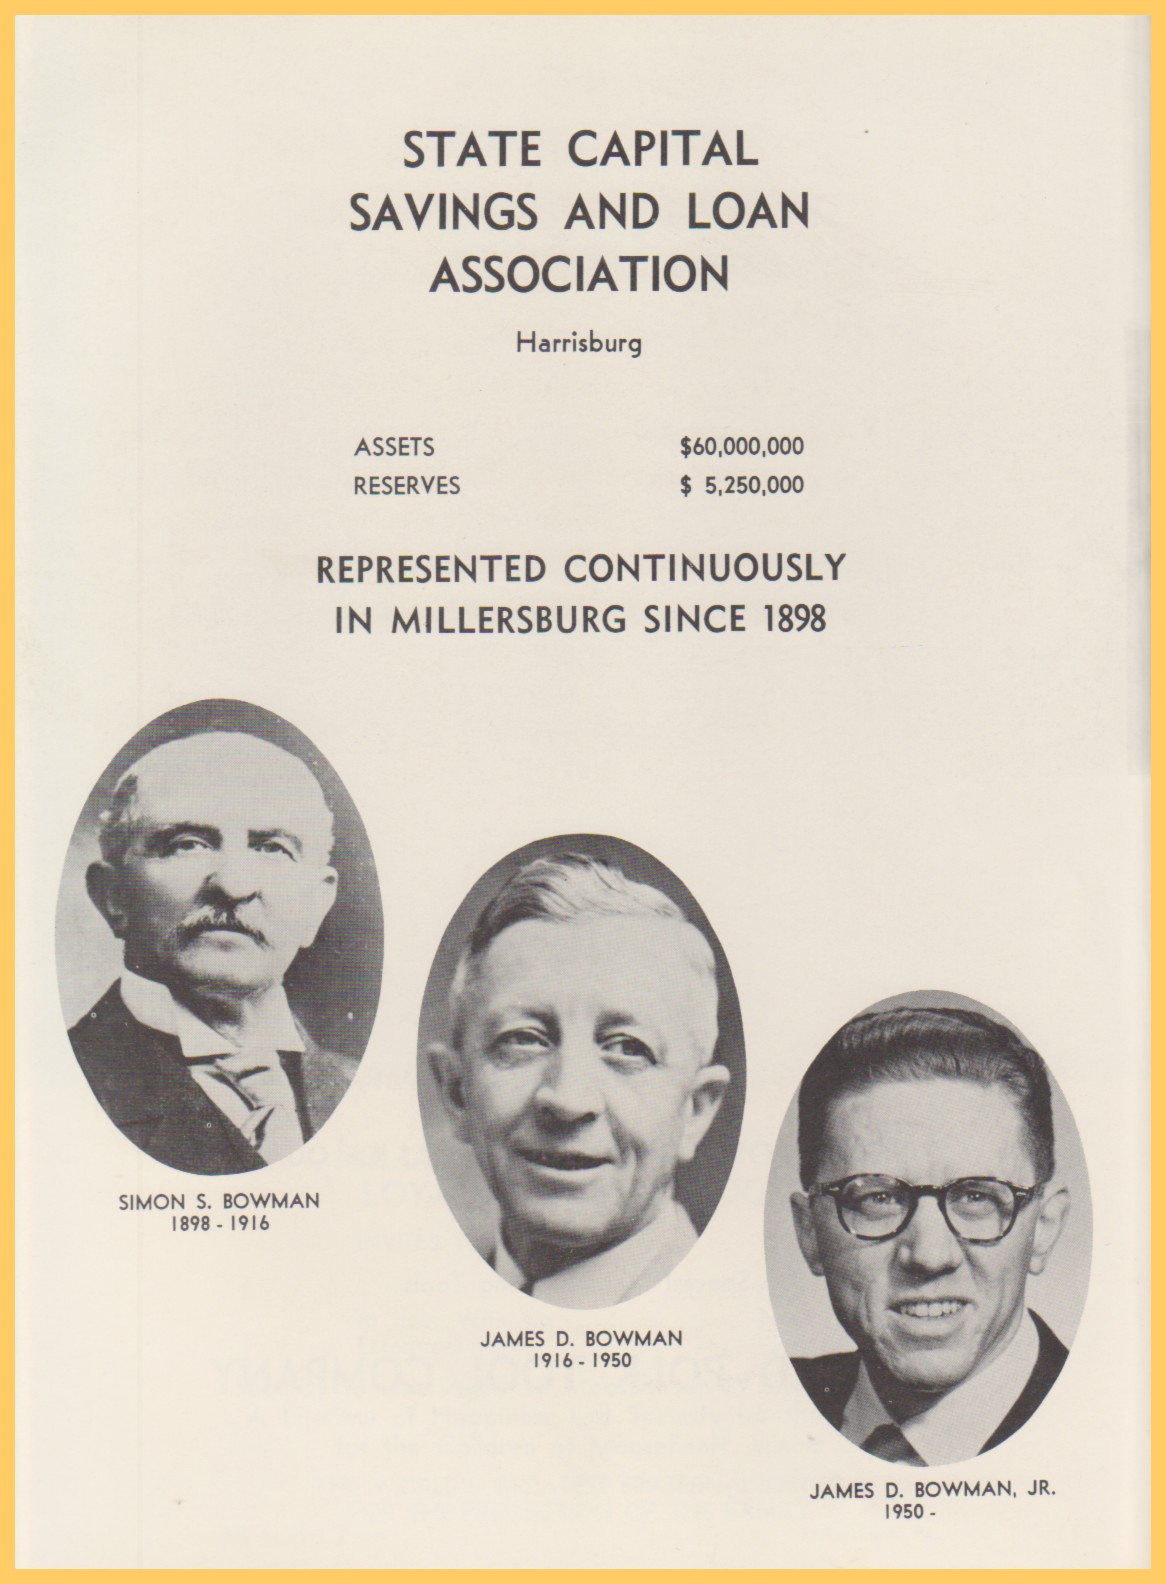 STATE CAPITAL
SAVINGS AND LOAN
ASSOCIATION
Harrisburg
ASSETS $60,000,000
RESERVES $ 5,250,000
REPRESENTED CONTINUOUSLY
IN MILLERSBURG SINCE 1898
SIMON S. BOWMAN
1898 - 1916
JAMES D. BOWMAN
1916 - 1950
JAMES D. BOWMAN, JR.
1950 -